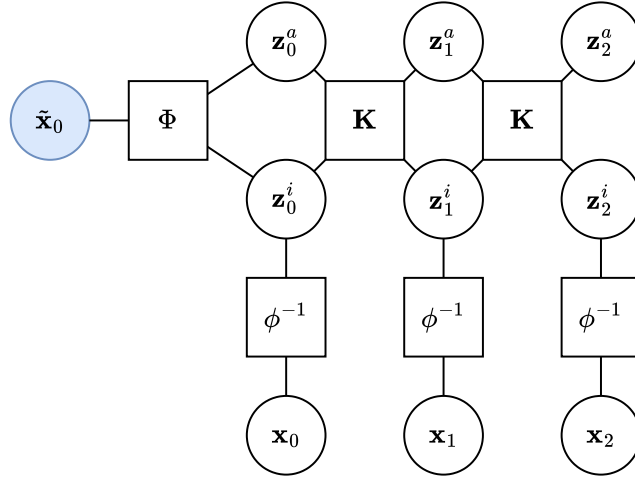 𝐳₀ᵃ 𝐳₁ᵃ 𝐳₂ᵃ
𝐱̃₀ Φ 𝐊 𝐊
𝐳₀ⁱ 𝐳₁ⁱ 𝐳₂ⁱ
ϕ⁻¹ ϕ⁻¹ ϕ⁻¹
𝐱₀ 𝐱₁ 𝐱₂